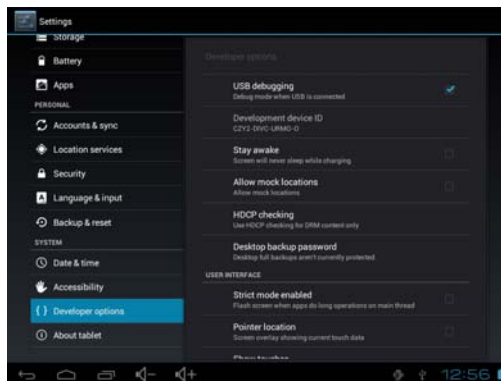 Settings
Storage
Battery
Apps
PERSONAL
Accounts & sync
Location services
Security
Language & input
Backup & reset
SYSTEM
Date & time
Accessibility
{ } Developer options
About tablet
Developer options
USB debugging
Debug mode when USB is connected
Development device ID
Stay awake
Screen will never sleep while charging
Allow mock locations
Allow mock locations
HDCP checking
Use HDCP checking for DRM content only
Desktop backup password
Desktop full backups aren't currently protected
USER INTERFACE
Strict mode enabled
Flash screen when apps do long operations on main thread
Pointer location
Screen overlay showing current touch data
Show touches
12:56